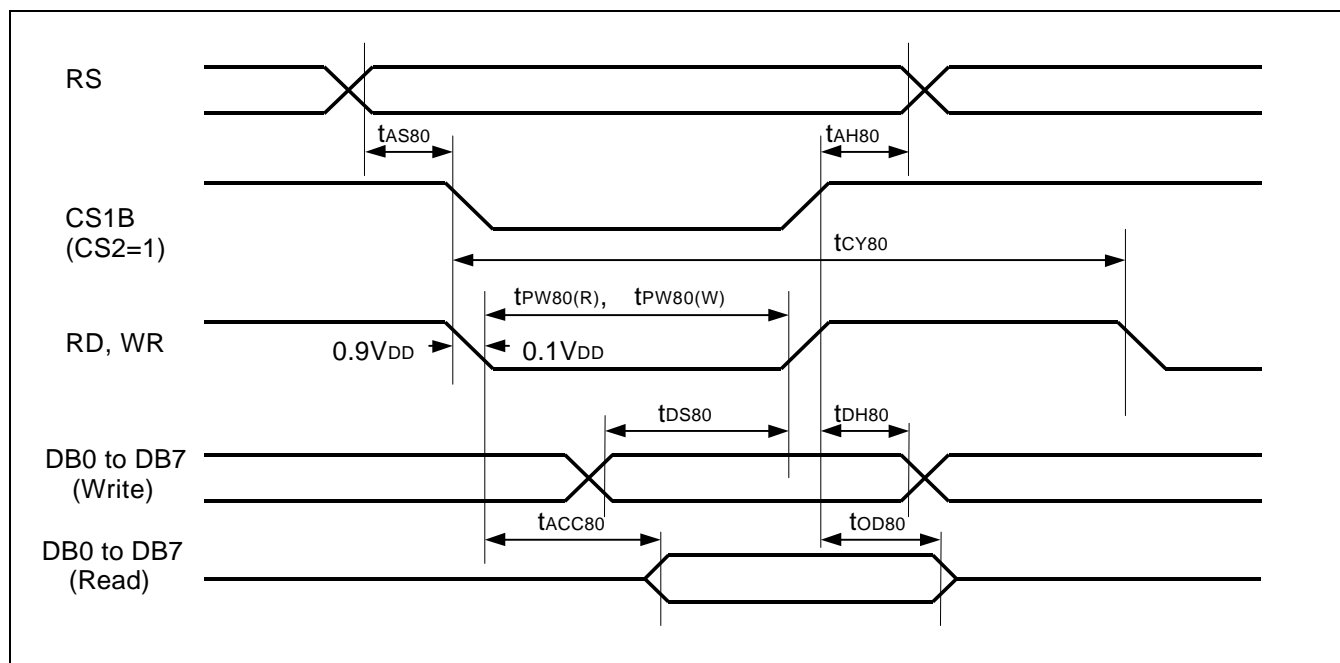 RS
tAS80
tAH80
CS1B
(CS2=1)
tCY80
tPW80(R), tPW80(W)
RD, WR
0.9VDD
0.1VDD
tDS80
tDH80
DB0 to DB7
(Write)
tACC80
tOD80
DB0 to DB7
(Read)